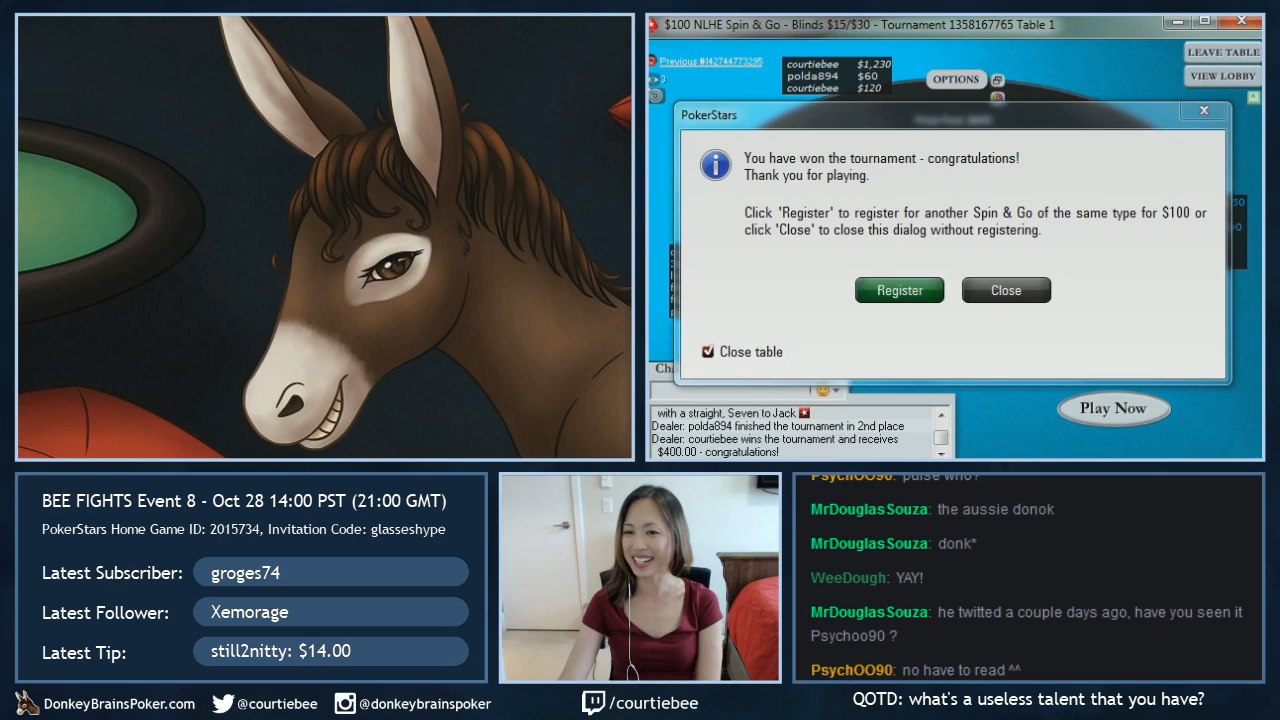 $100 NLHE Spin & Go - Blinds $15/$30 - Tournament 1358167765 Table 1
Previous #142744773295
3
courtiebee $1,230
polda894 $60
courtiebee $120
OPTIONS
LEAVE TABLE
VIEW LOBBY
PokerStars
You have won the tournament - congratulations!
Thank you for playing.
Click 'Register' to register for another Spin & Go of the same type for $100 or
click 'Close' to close this dialog without registering.
Register
Close
Close table
Play Now
with a straight, Seven to Jack
Dealer: polda894 finished the tournament in 2nd place
Dealer: courtiebee wins the tournament and receives
$400.00 - congratulations!
BEE FIGHTS Event 8 - Oct 28 14:00 PST (21:00 GMT)
PokerStars Home Game ID: 2015734, Invitation Code: glasseshype
Latest Subscriber: groges74
Latest Follower: Xemorage
Latest Tip: still2nitty: $14.00
PsychOO90: pulse who?
MrDouglasSouza: the aussie donok
MrDouglasSouza: donk*
WeeDough: YAY!
MrDouglasSouza: he twitted a couple days ago, have you seen it
Psychoo90 ?
PsychOO90: no have to read ^^
DonkeyBrainsPoker.com
@courtiebee
@donkeybrainspoker
/courtiebee
QOTD: what's a useless talent that you have?